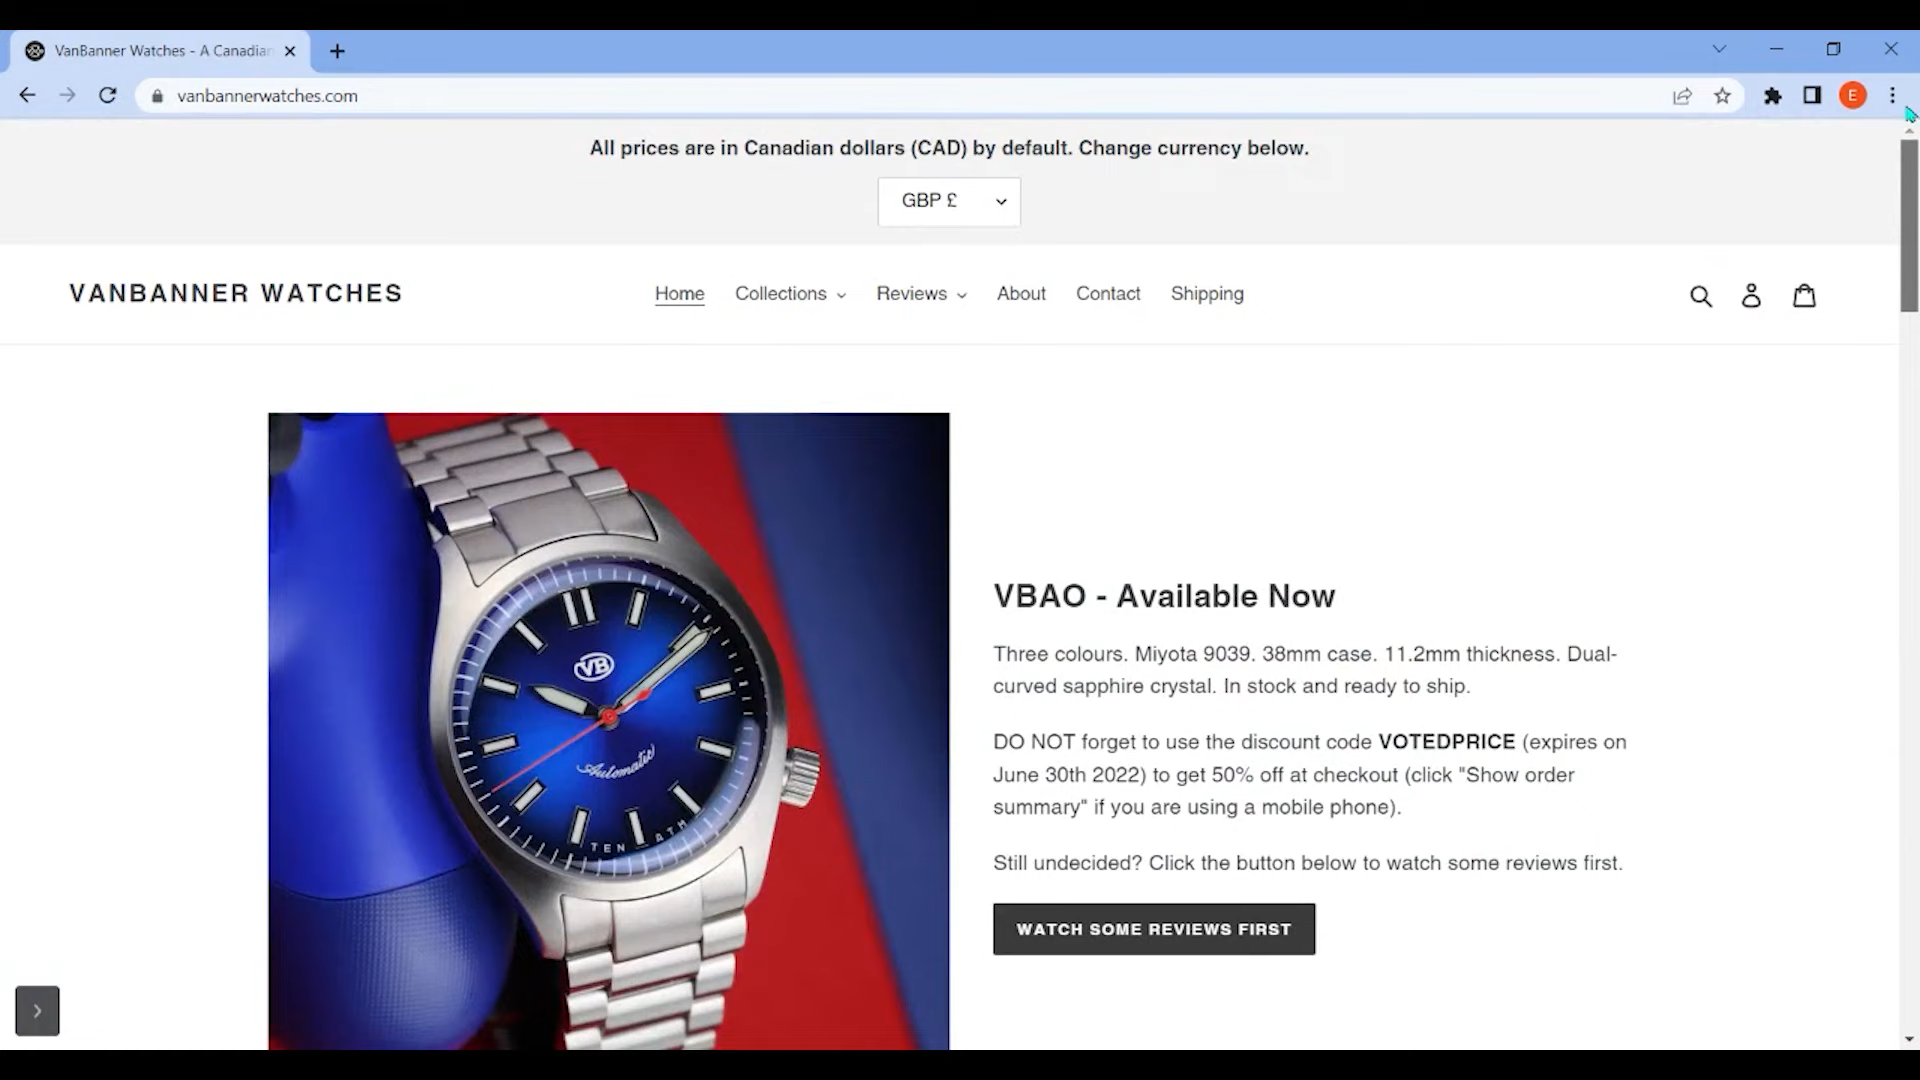 VanBanner Watches - A Canadian
vanbannerwatches.com
E
All prices are in Canadian dollars (CAD) by default. Change currency below.
GBP £
VANBANNER WATCHES
Home Collections Reviews About Contact Shipping
VB
Automatic
TEN ATM
VBAO - Available Now
Three colours. Miyota 9039. 38mm case. 11.2mm thickness. Dual-
curved sapphire crystal. In stock and ready to ship.
DO NOT forget to use the discount code VOTEDPRICE (expires on
June 30th 2022) to get 50% off at checkout (click "Show order
summary" if you are using a mobile phone).
Still undecided? Click the button below to watch some reviews first.
WATCH SOME REVIEWS FIRST